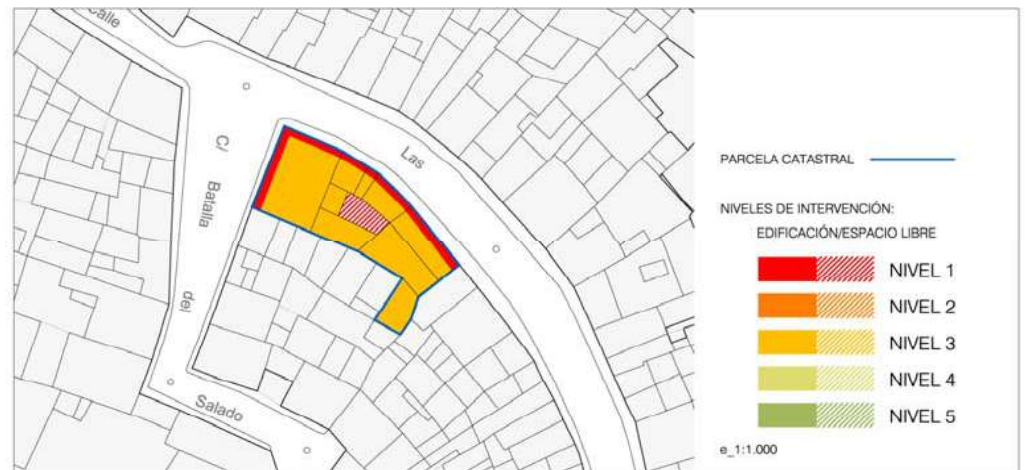 Calle
Las
C/
Batalla
del
Salado
PARCELA CATASTRAL
NIVELES DE INTERVENCIÓN:
EDIFICACIÓN/ESPACIO LIBRE
NIVEL 1
NIVEL 2
NIVEL 3
NIVEL 4
NIVEL 5
e_1:1.000